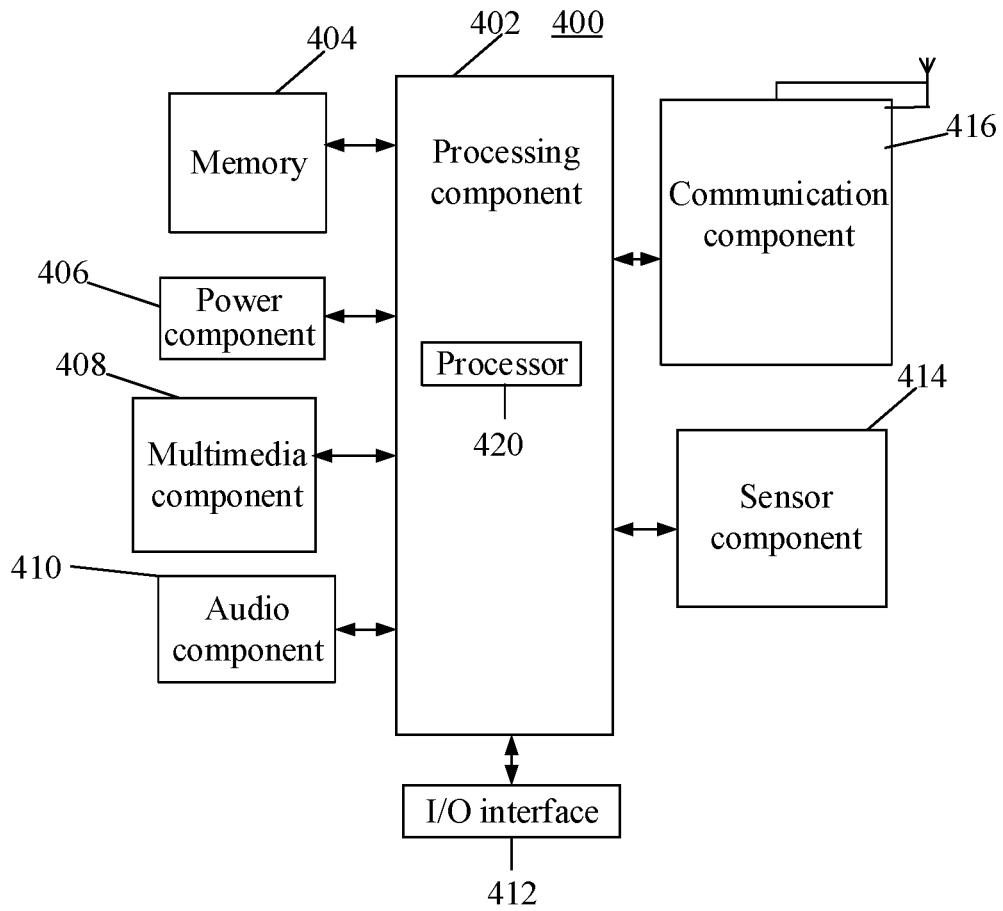 402
400
404
Memory
Processing
component
416
Communication
component
406
Power
component
Processor
408
414
420
Multimedia
component
Sensor
component
410
Audio
component
I/O interface
412